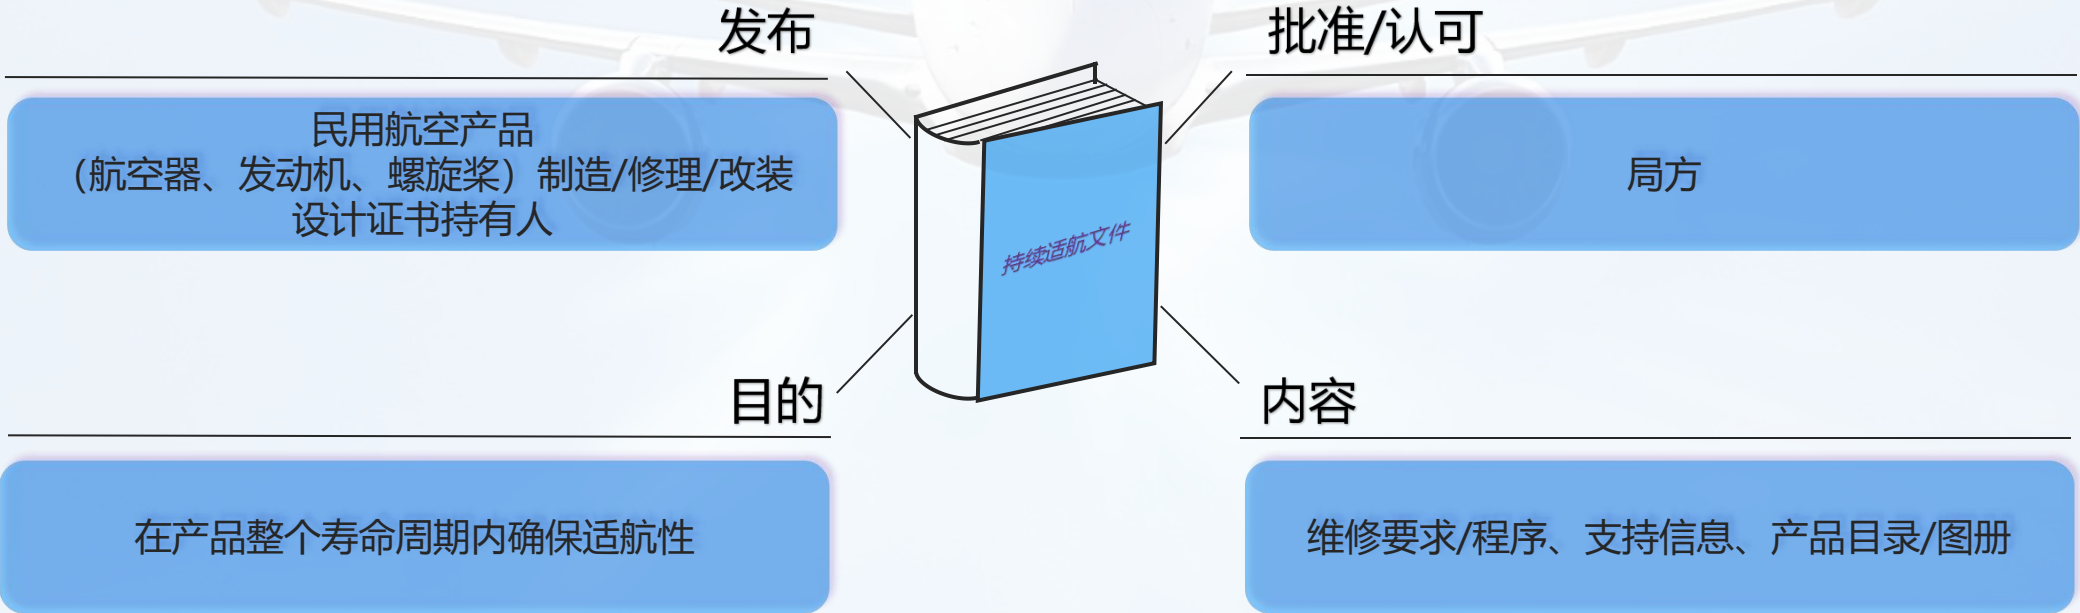 发布
批准/认可
民用航空产品
（航空器、发动机、螺旋桨）制造/修理/改装
设计证书持有人
局方
持续适航文件
目的
内容
在产品整个寿命周期内确保适航性
维修要求/程序、支持信息、产品目录/图册